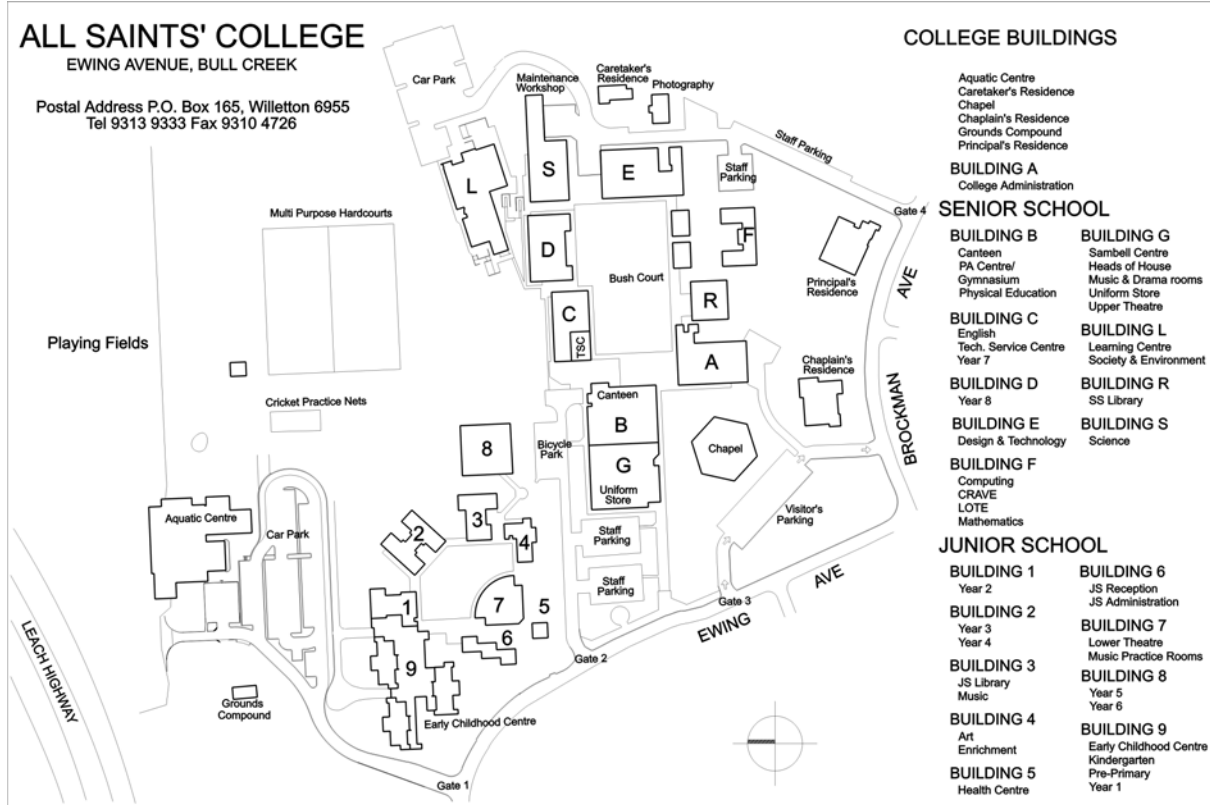 ALL SAINTS' COLLEGE
EWING AVENUE, BULL CREEK
Postal Address P.O. Box 165, Willetton 6955
Tel 9313 9333 Fax 9310 4726
Car Park
Maintenance
Workshop
Caretaker's
Residence
Photography
Staff Parking
Staff
Parking
L
S
E
D
F
Gate 4
Multi Purpose Hardcourts
Bush Court
Principal's
Residence
AVE
R
C
TSC
A
Playing Fields
Chaplain's
Residence
BROCKMAN
Cricket Practice Nets
Canteen
B
8
Bicycle
Park
Chapel
G
Uniform
Store
Aquatic Centre
Car Park
2
3
4
Visitor's
Parking
Staff
Parking
Staff
Parking
1
7
5
6
9
Gate 3
EWING
AVE
Gate 2
LEACH HIGHWAY
Grounds
Compound
Early Childhood Centre
Gate 1
COLLEGE BUILDINGS
Aquatic Centre
Caretaker's Residence
Chapel
Chaplain's Residence
Grounds Compound
Principal's Residence
BUILDING A
College Administration
SENIOR SCHOOL
BUILDING B
Canteen
PA Centre/
Gymnasium
Physical Education
BUILDING C
English
Tech. Service Centre
Year 7
BUILDING D
Year 8
BUILDING E
Design & Technology
BUILDING F
Computing
CRAVE
LOTE
Mathematics
BUILDING G
Sambell Centre
Heads of House
Music & Drama rooms
Uniform Store
Upper Theatre
BUILDING L
Learning Centre
Society & Environment
BUILDING R
SS Library
BUILDING S
Science
JUNIOR SCHOOL
BUILDING 1
Year 2
BUILDING 2
Year 3
Year 4
BUILDING 3
JS Library
Music
BUILDING 4
Art
Enrichment
BUILDING 5
Health Centre
BUILDING 6
JS Reception
JS Administration
BUILDING 7
Lower Theatre
Music Practice Rooms
BUILDING 8
Year 5
Year 6
BUILDING 9
Early Childhood Centre
Kindergarten
Pre-Primary
Year 1